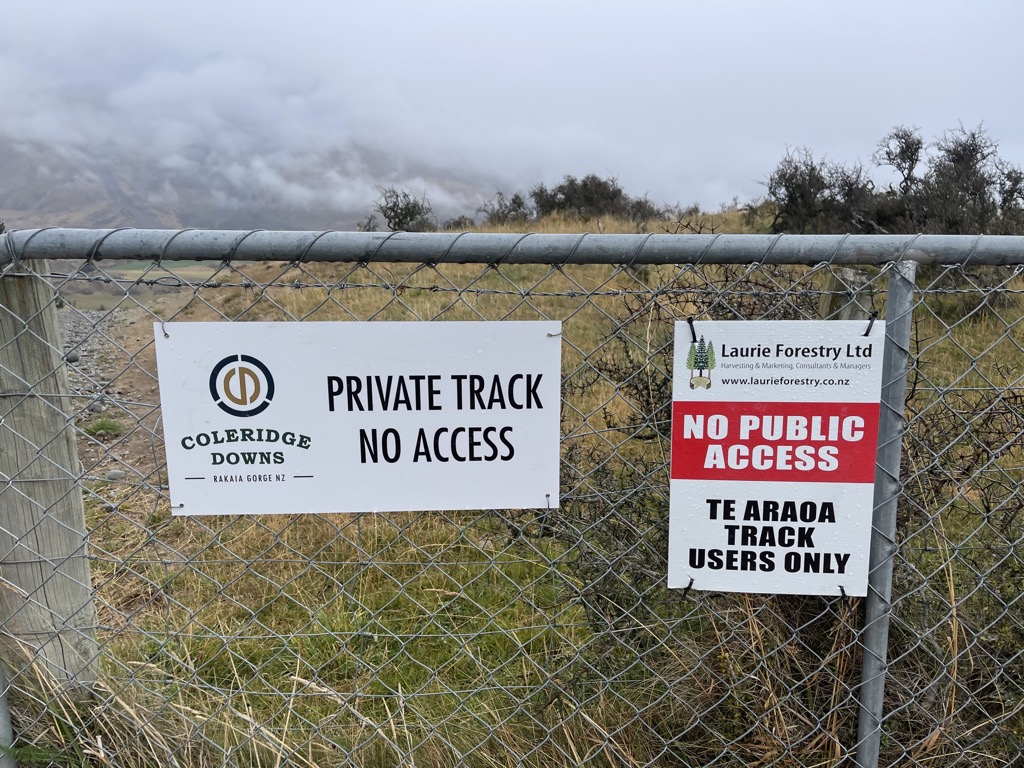 COLERIDGE
DOWNS
RAKAIA GORGE NZ
PRIVATE TRACK
NO ACCESS
Laurie Forestry Ltd
Harvesting & Marketing, Consultants & Managers
www.laurieforestry.co.nz
NO PUBLIC
ACCESS
TE ARAOA
TRACK
USERS ONLY